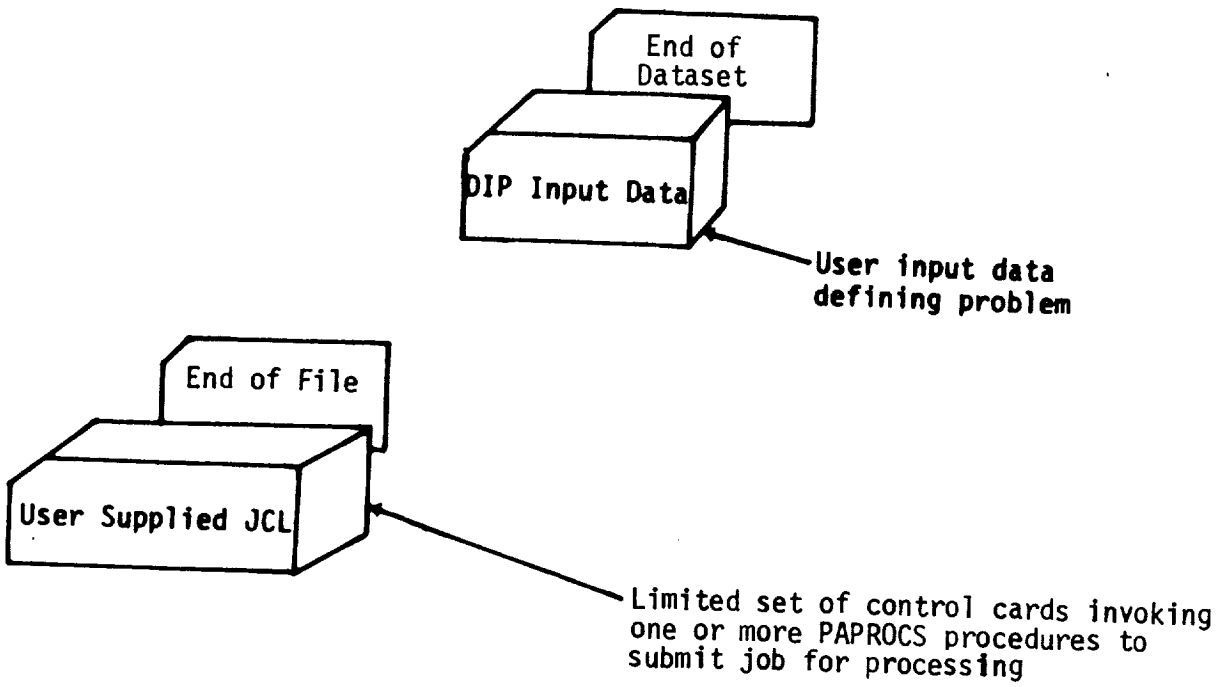 End of
Dataset
DIP Input Data
User input data
defining problem
End of File
User Supplied JCL
Limited set of control cards invoking
one or more PAPROCS procedures to
submit job for processing